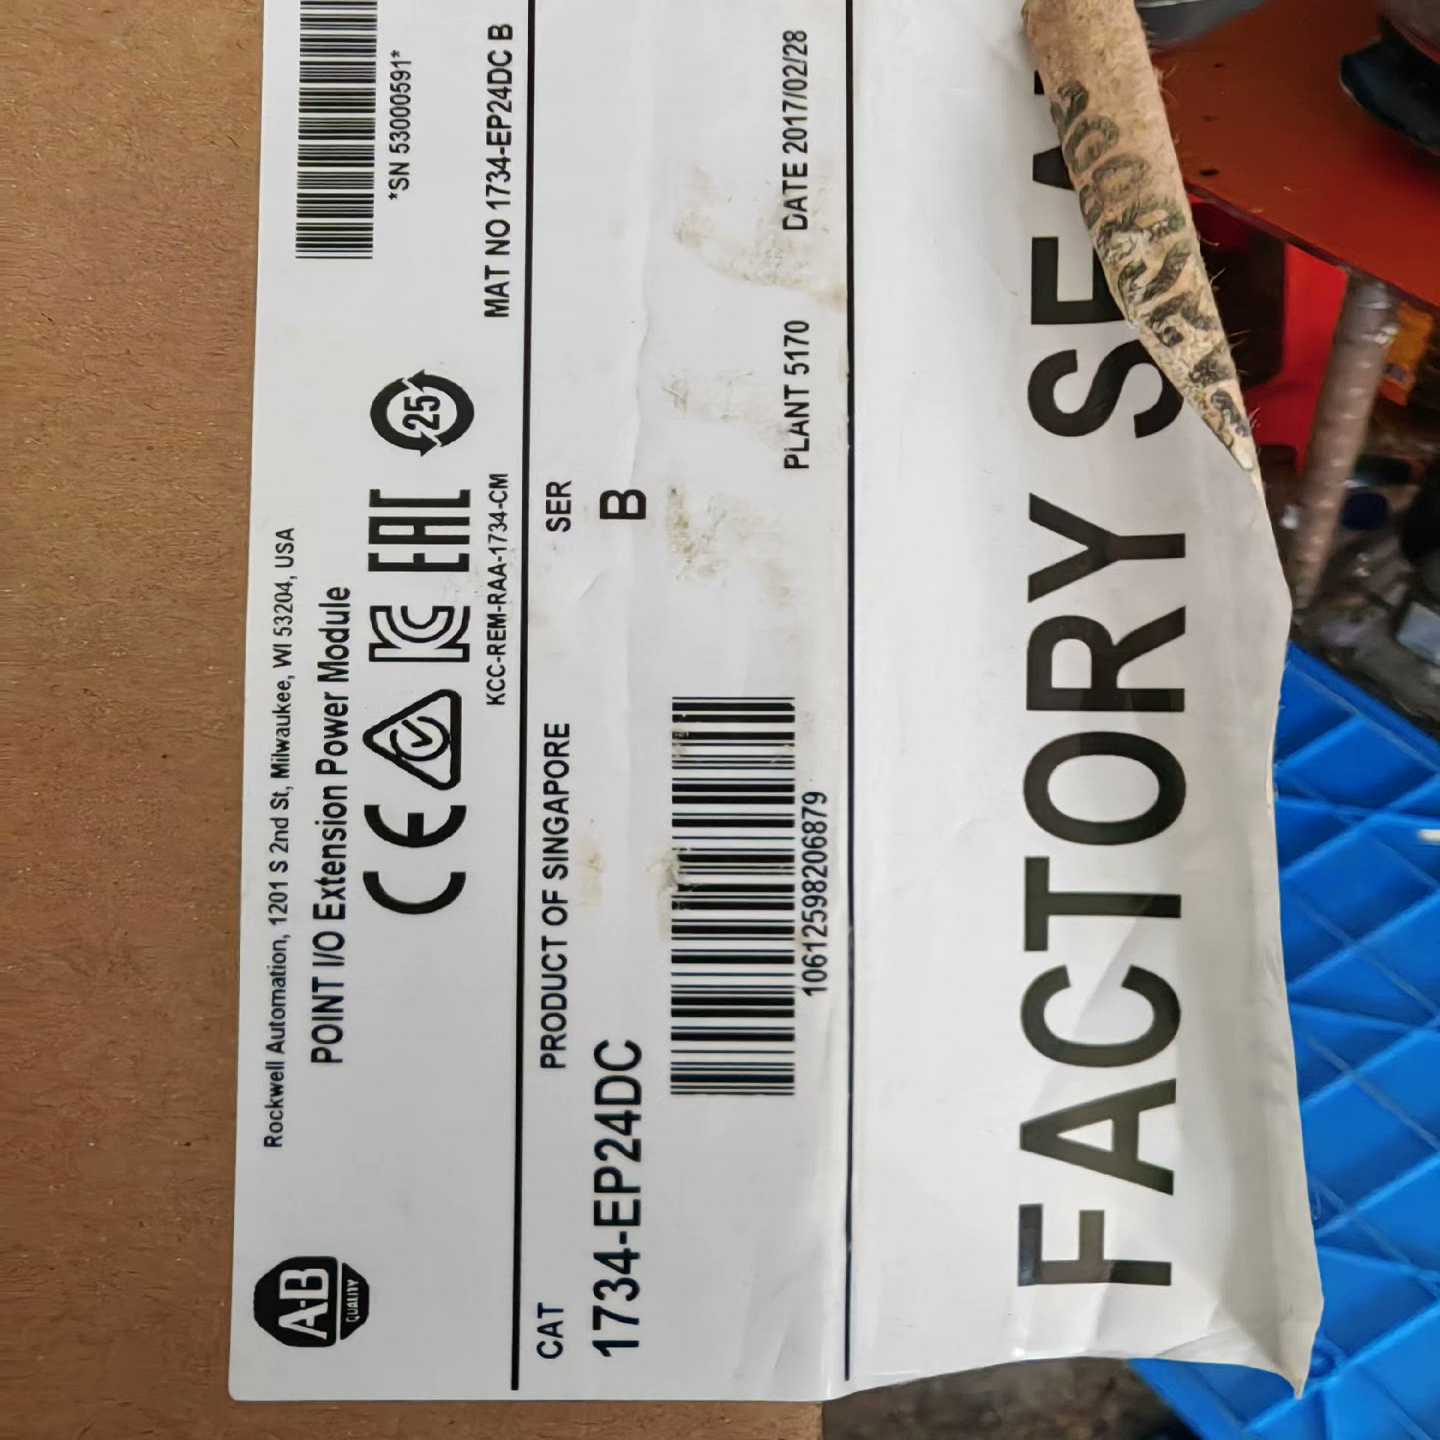 A-B
QUALITY
Rockwell Automation, 1201 S 2nd St, Milwaukee, WI 53204, USA
POINT I/O Extension Power Module
CE KC EAC 25
KCC-REM-RAA-1734-CM
*SN 53000591*
MAT NO 1734-EP24DC B
CAT
PRODUCT OF SINGAPORE
SER
1734-EP24DC
B
10612598206879
PLANT 5170
DATE 2017/02/28
FACTORY